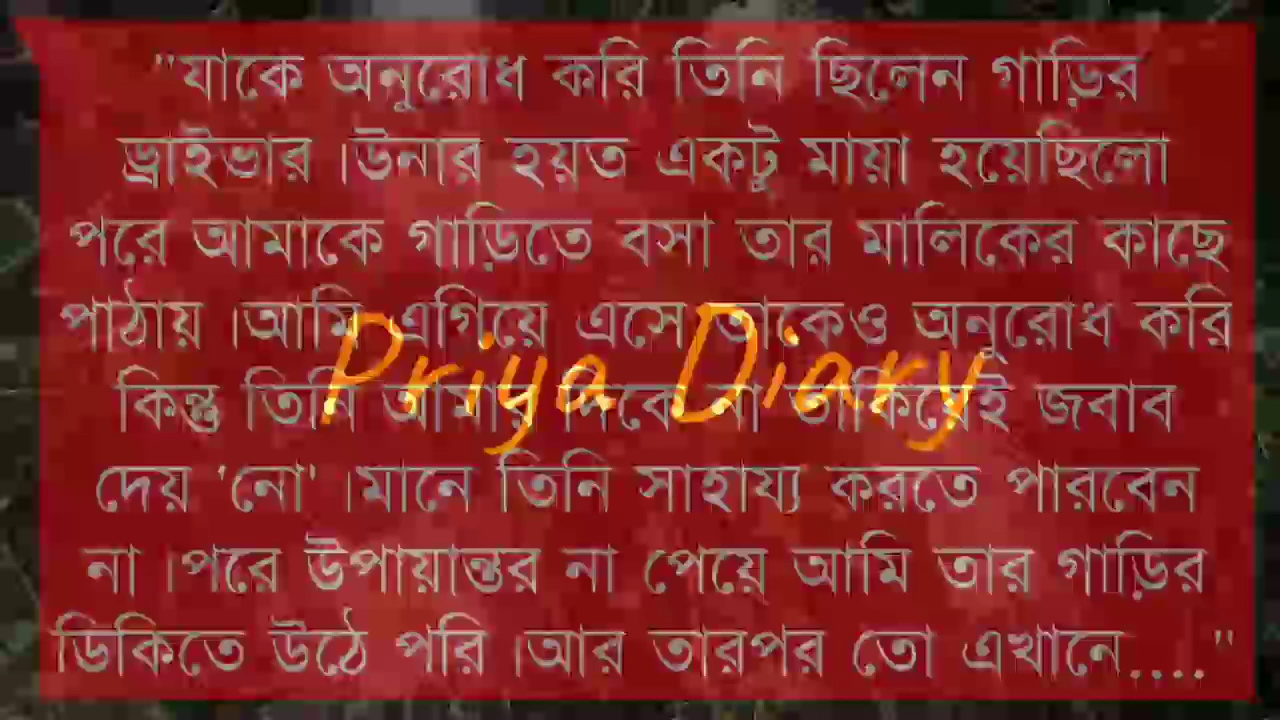 "যাকে অনুরোধ করি তিনি ছিলেন গাড়ির
ড্রাইভার ।উনার হয়ত একটু মায়া হয়েছিলো
পরে আমাকে গাড়িতে বসা তার মালিকের কাছে
পাঠায় ।আমি এগিয়ে এসে তাকেও অনুরোধ করি
কিন্তু তিনি আমার দিকে না তাকিয়েই জবাব
দেয় 'নো' ।মানে তিনি সাহায্য করতে পারবেন
না ।পরে উপায়ান্তর না পেয়ে আমি তার গাড়ির
ডিকিতে উঠে পরি ।আর তারপর তো এখানে...."
Priya Diary